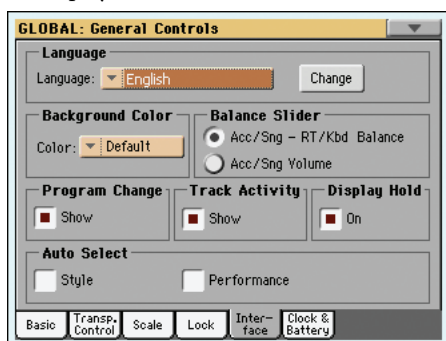 GLOBAL: General Controls
Language
Language: English Change
Background Color Balance Slider
Color: Default
Acc/Sng - RT/Kbd Balance
Acc/Sng Volume
Program Change Track Activity Display Hold
Show Show On
Auto Select
Style Performance
Basic Transp. Control Scale Lock Inter-face Clock & Battery